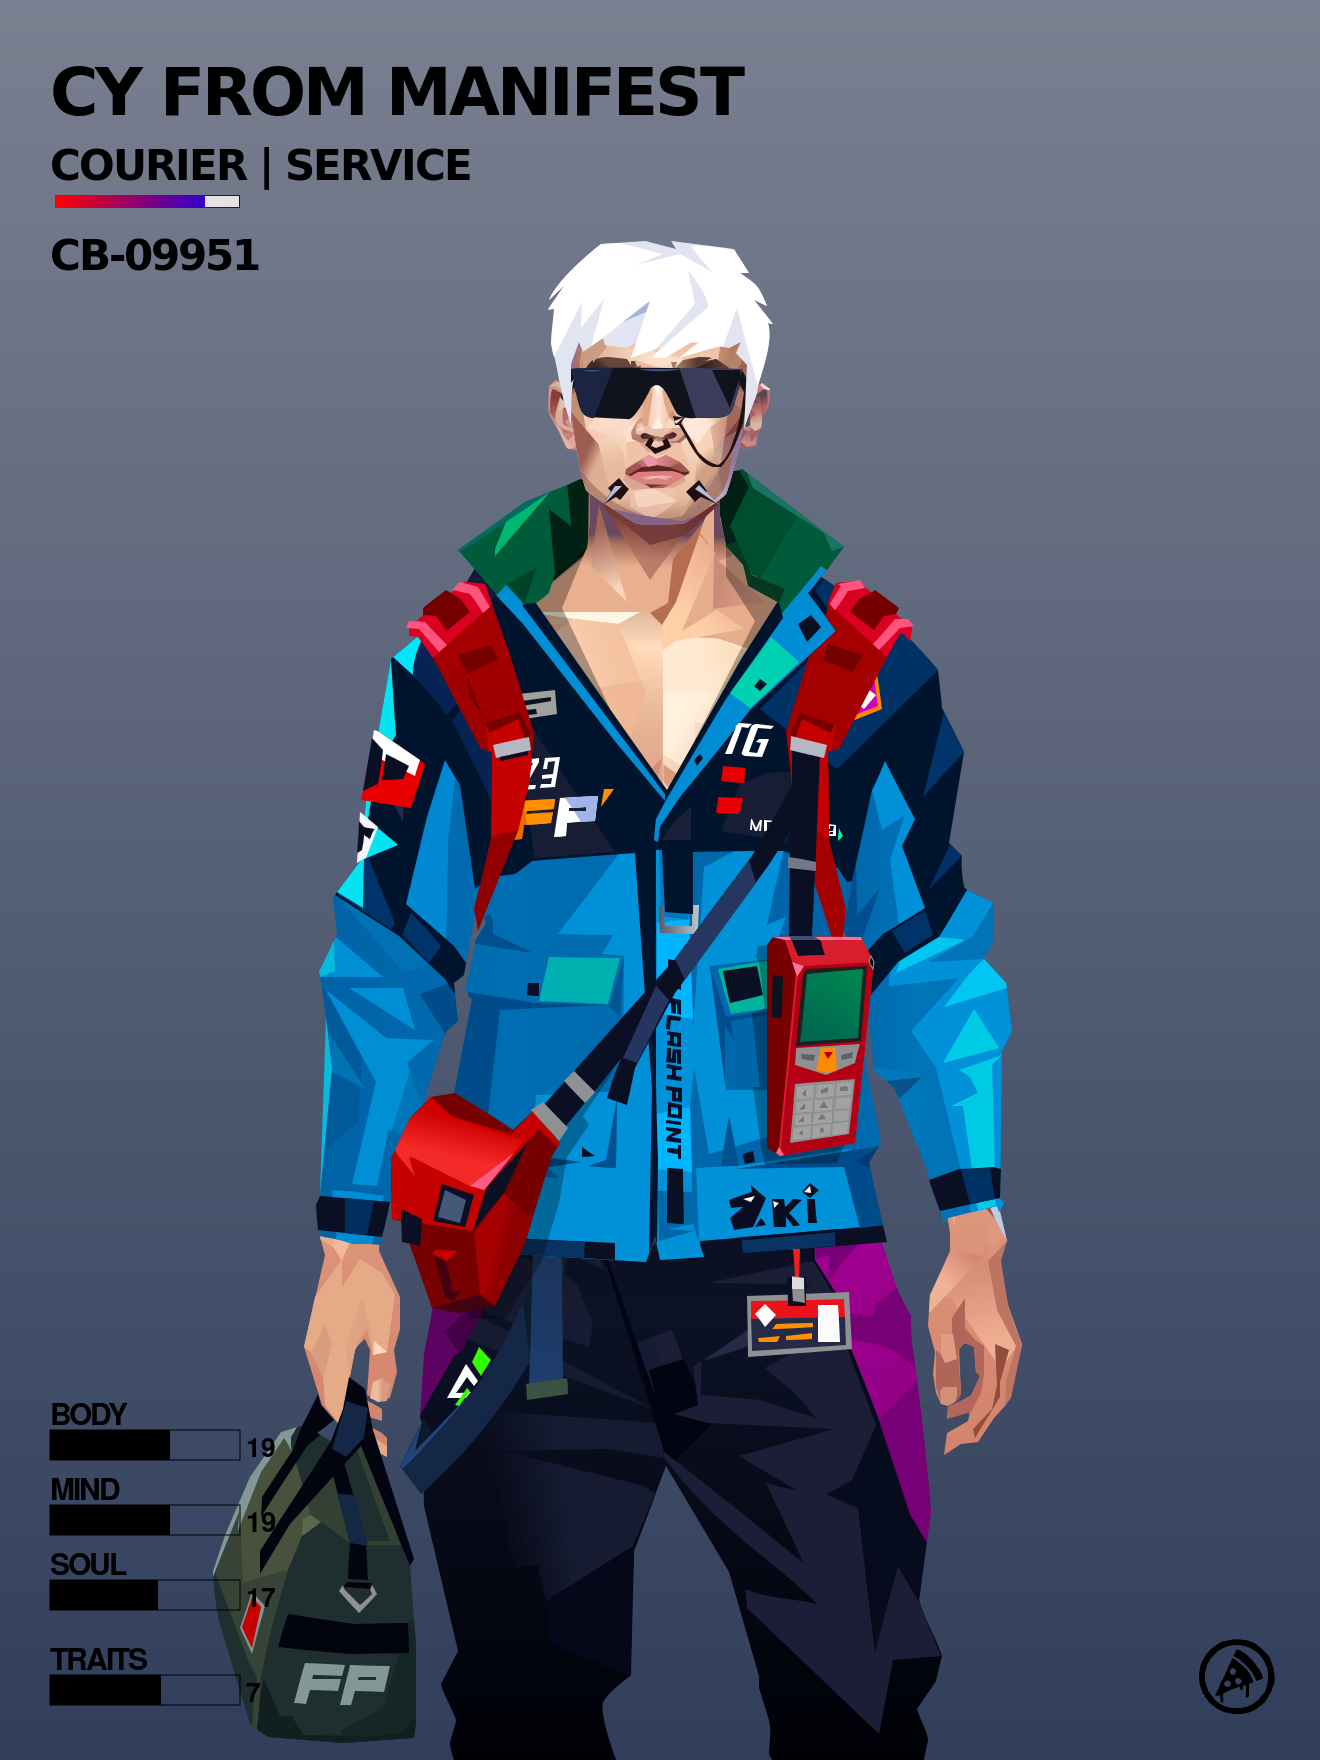 CY FROM MANIFEST
COURIER | SERVICE
CB-09951
TG
23
FP
FLASH POINT
BODY
19
MIND
19
SOUL
17
TRAITS
7
FP